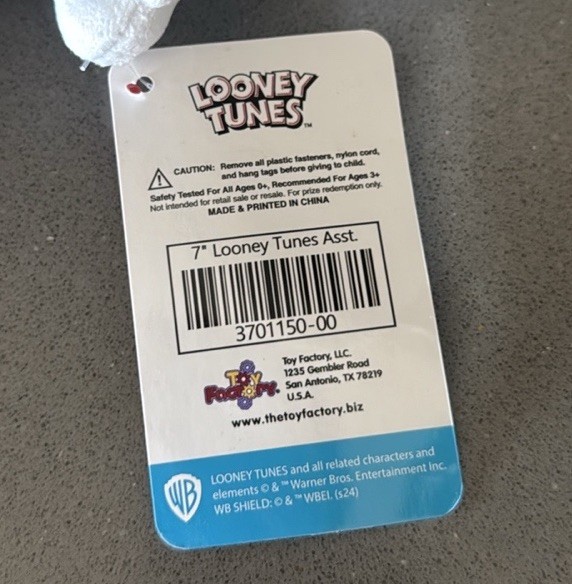 LOONEY
TUNES™
CAUTION: Remove all plastic fasteners, nylon cord,
and hang tags before giving to child.
Safety Tested For All Ages 0+, Recommended For Ages 3+
Not intended for retail sale or resale. For prize redemption only.
MADE & PRINTED IN CHINA
7" Looney Tunes Asst.
3701150-00
TOY
FACTORY.
Toy Factory, LLC.
1235 Gembler Road
San Antonio, TX 78219
U.S.A.
www.thetoyfactory.biz
WB
LOONEY TUNES and all related characters and
elements © & ™ Warner Bros. Entertainment Inc.
WB SHIELD: © & ™ WBEI. (s24)